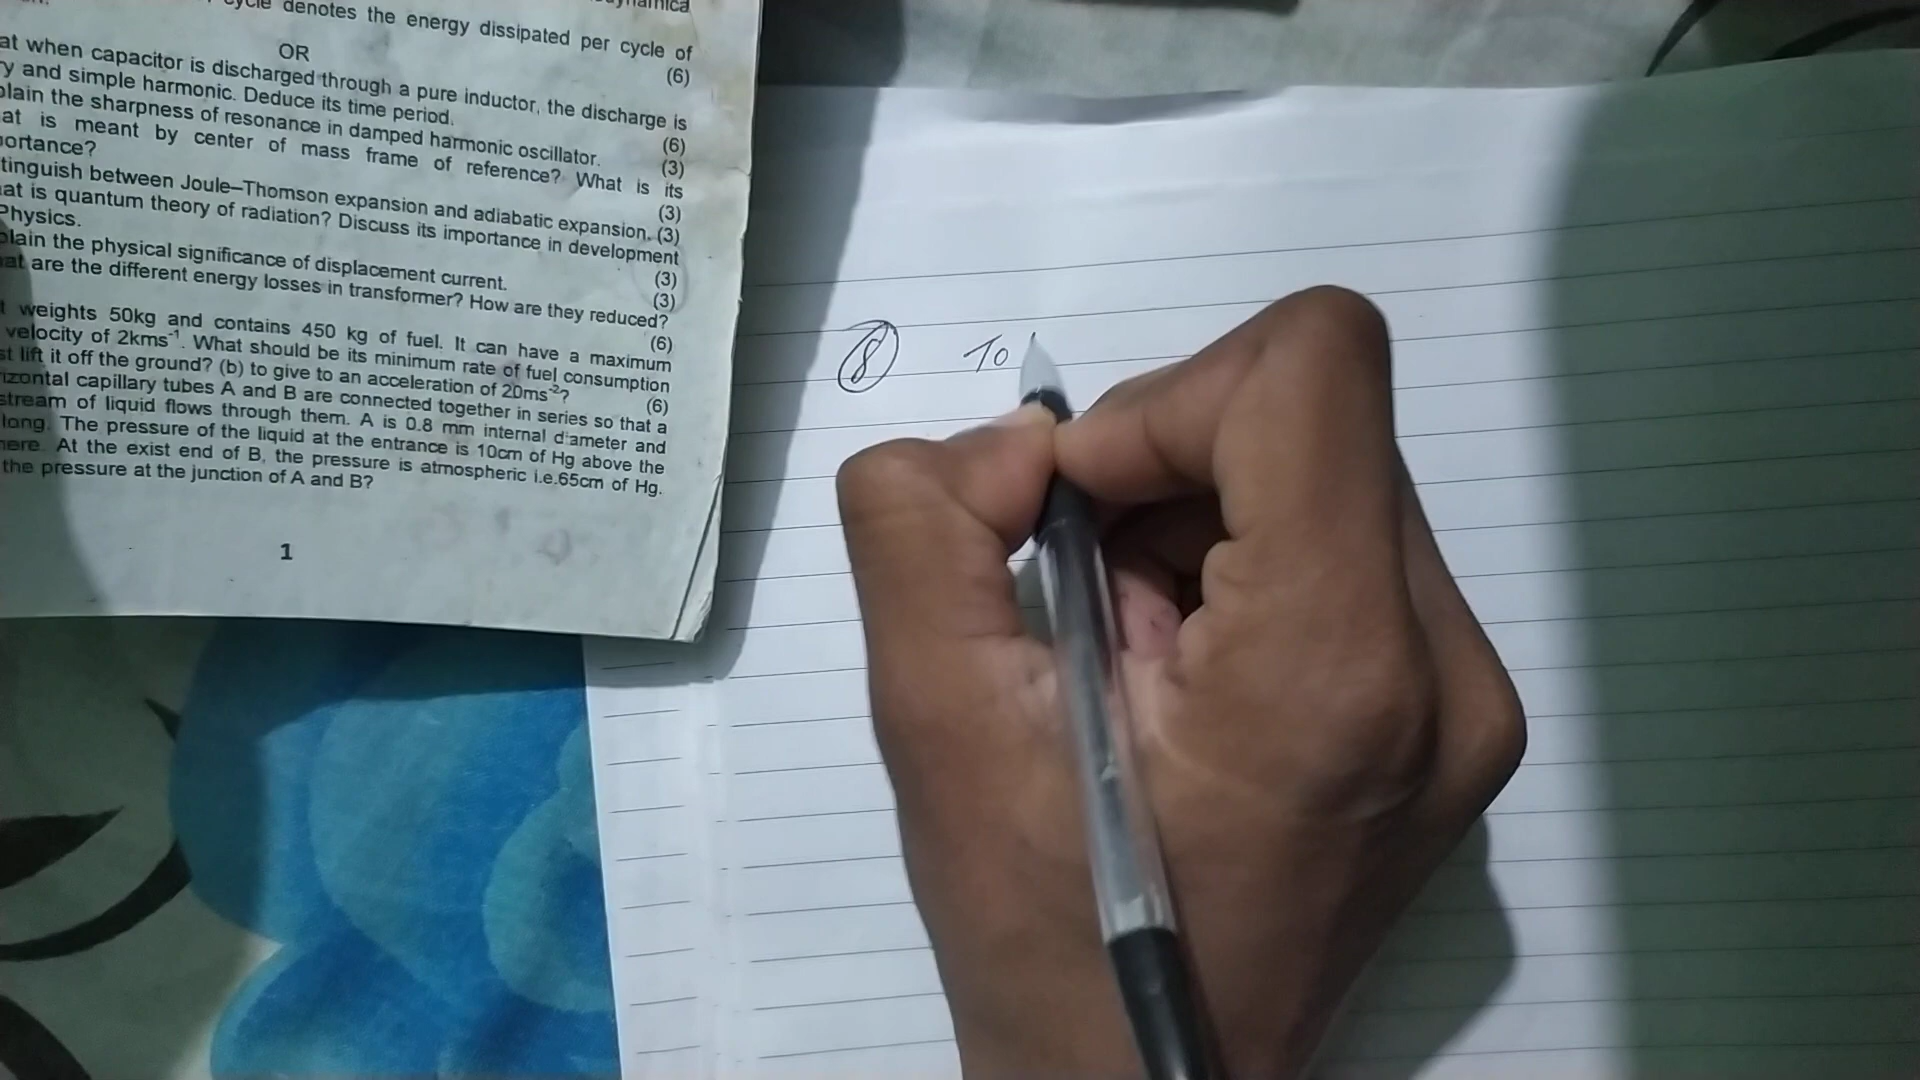 denotes the energy dissipated per cycle of
(6)
OR
at when capacitor is discharged through a pure inductor, the discharge is
y and simple harmonic. Deduce its time period. (6)
plain the sharpness of resonance in damped harmonic oscillator. (3)
at is meant by center of mass frame of reference? What is its
portance? (3)
tinguish between Joule–Thomson expansion and adiabatic expansion. (3)
at is quantum theory of radiation? Discuss its importance in development
Physics. (3)
plain the physical significance of displacement current. (3)
at are the different energy losses in transformer? How are they reduced?
(6)
t weights 50kg and contains 450 kg of fuel. It can have a maximum
velocity of 2kms⁻¹. What should be its minimum rate of fuel consumption
st lift it off the ground? (b) to give to an acceleration of 20ms⁻²? (6)
izontal capillary tubes A and B are connected together in series so that a
stream of liquid flows through them. A is 0.8 mm internal diameter and
long. The pressure of the liquid at the entrance is 10cm of Hg above the
here. At the exist end of B, the pressure is atmospheric i.e.65cm of Hg.
the pressure at the junction of A and B?
1
8 To